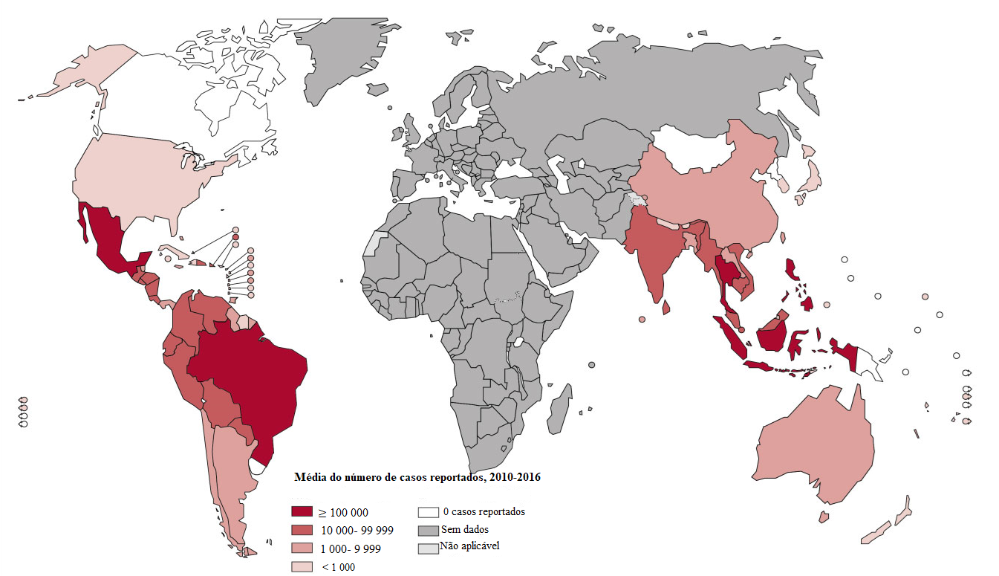 Média do número de casos reportados, 2010-2016
≥ 100 000
10 000- 99 999
1 000- 9 999
< 1 000
0 casos reportados
Sem dados
Não aplicável